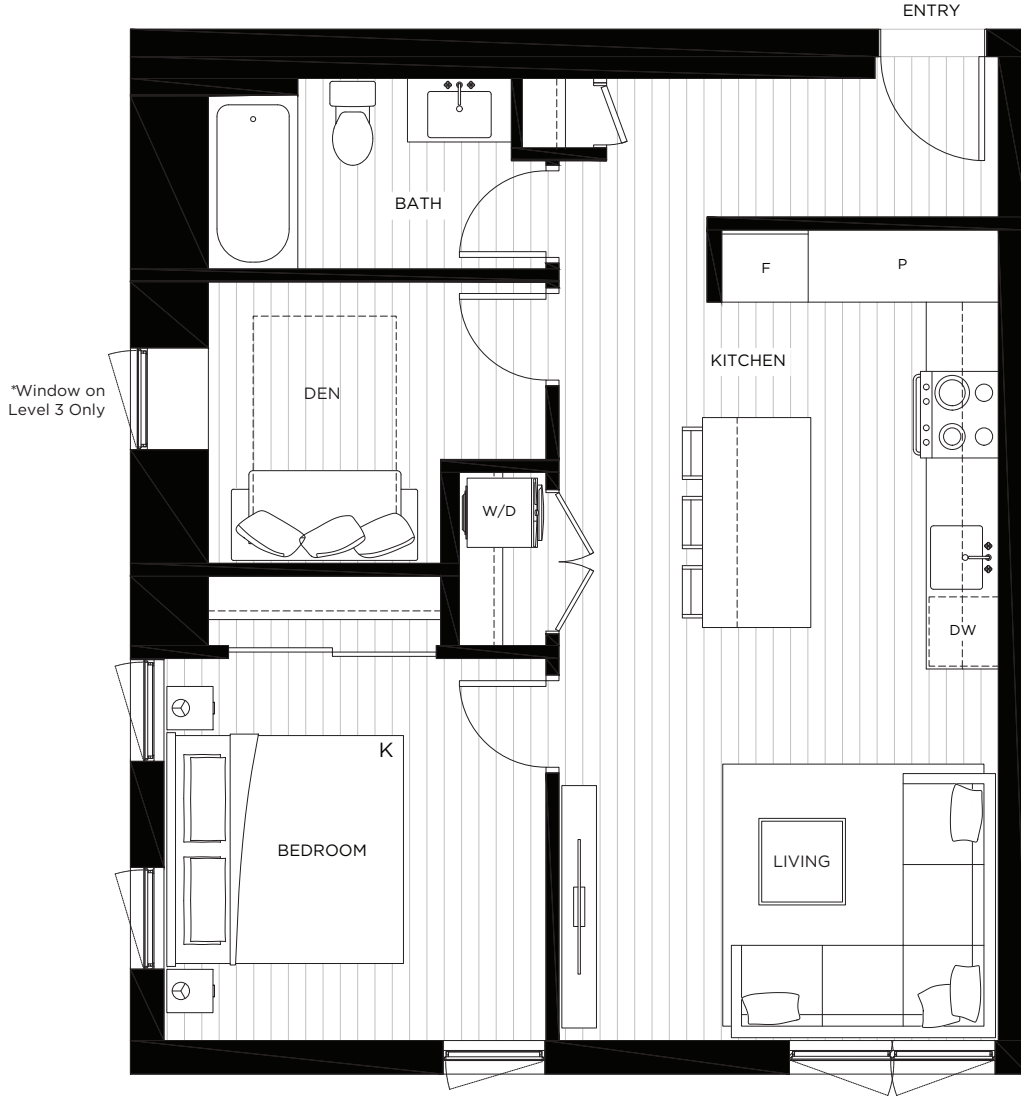 ENTRY
BATH
F
P
KITCHEN
*Window on
Level 3 Only
DEN
W/D
DW
K
BEDROOM
LIVING